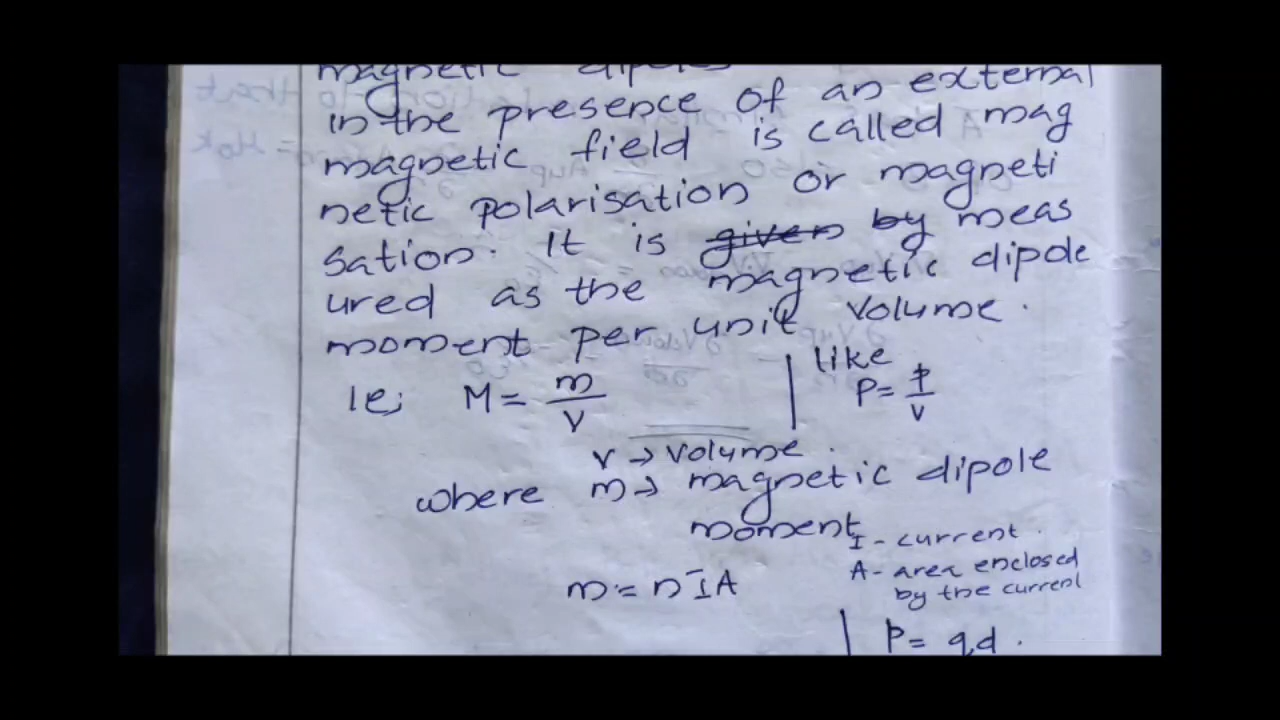 magnetic dipoles
in the presence of an external
magnetic field is called mag
netic polarisation or magneti
sation. It is given by meas
ured as the magnetic dipole
moment per unit volume.
Ie; M = m/V | like P = p/v
v → volume.
where m → magnetic dipole
moment
I - current.
A - area enclosed
by the current
m = nIA
| P = qd.